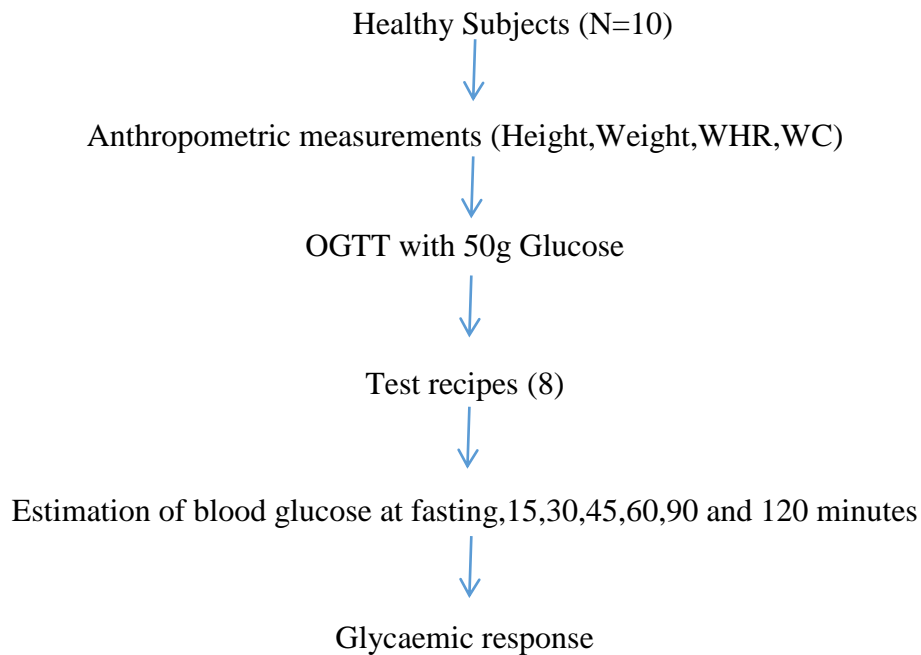 Healthy Subjects (N=10)
Anthropometric measurements (Height,Weight,WHR,WC)
OGTT with 50g Glucose
Test recipes (8)
Estimation of blood glucose at fasting,15,30,45,60,90 and 120 minutes
Glycaemic response